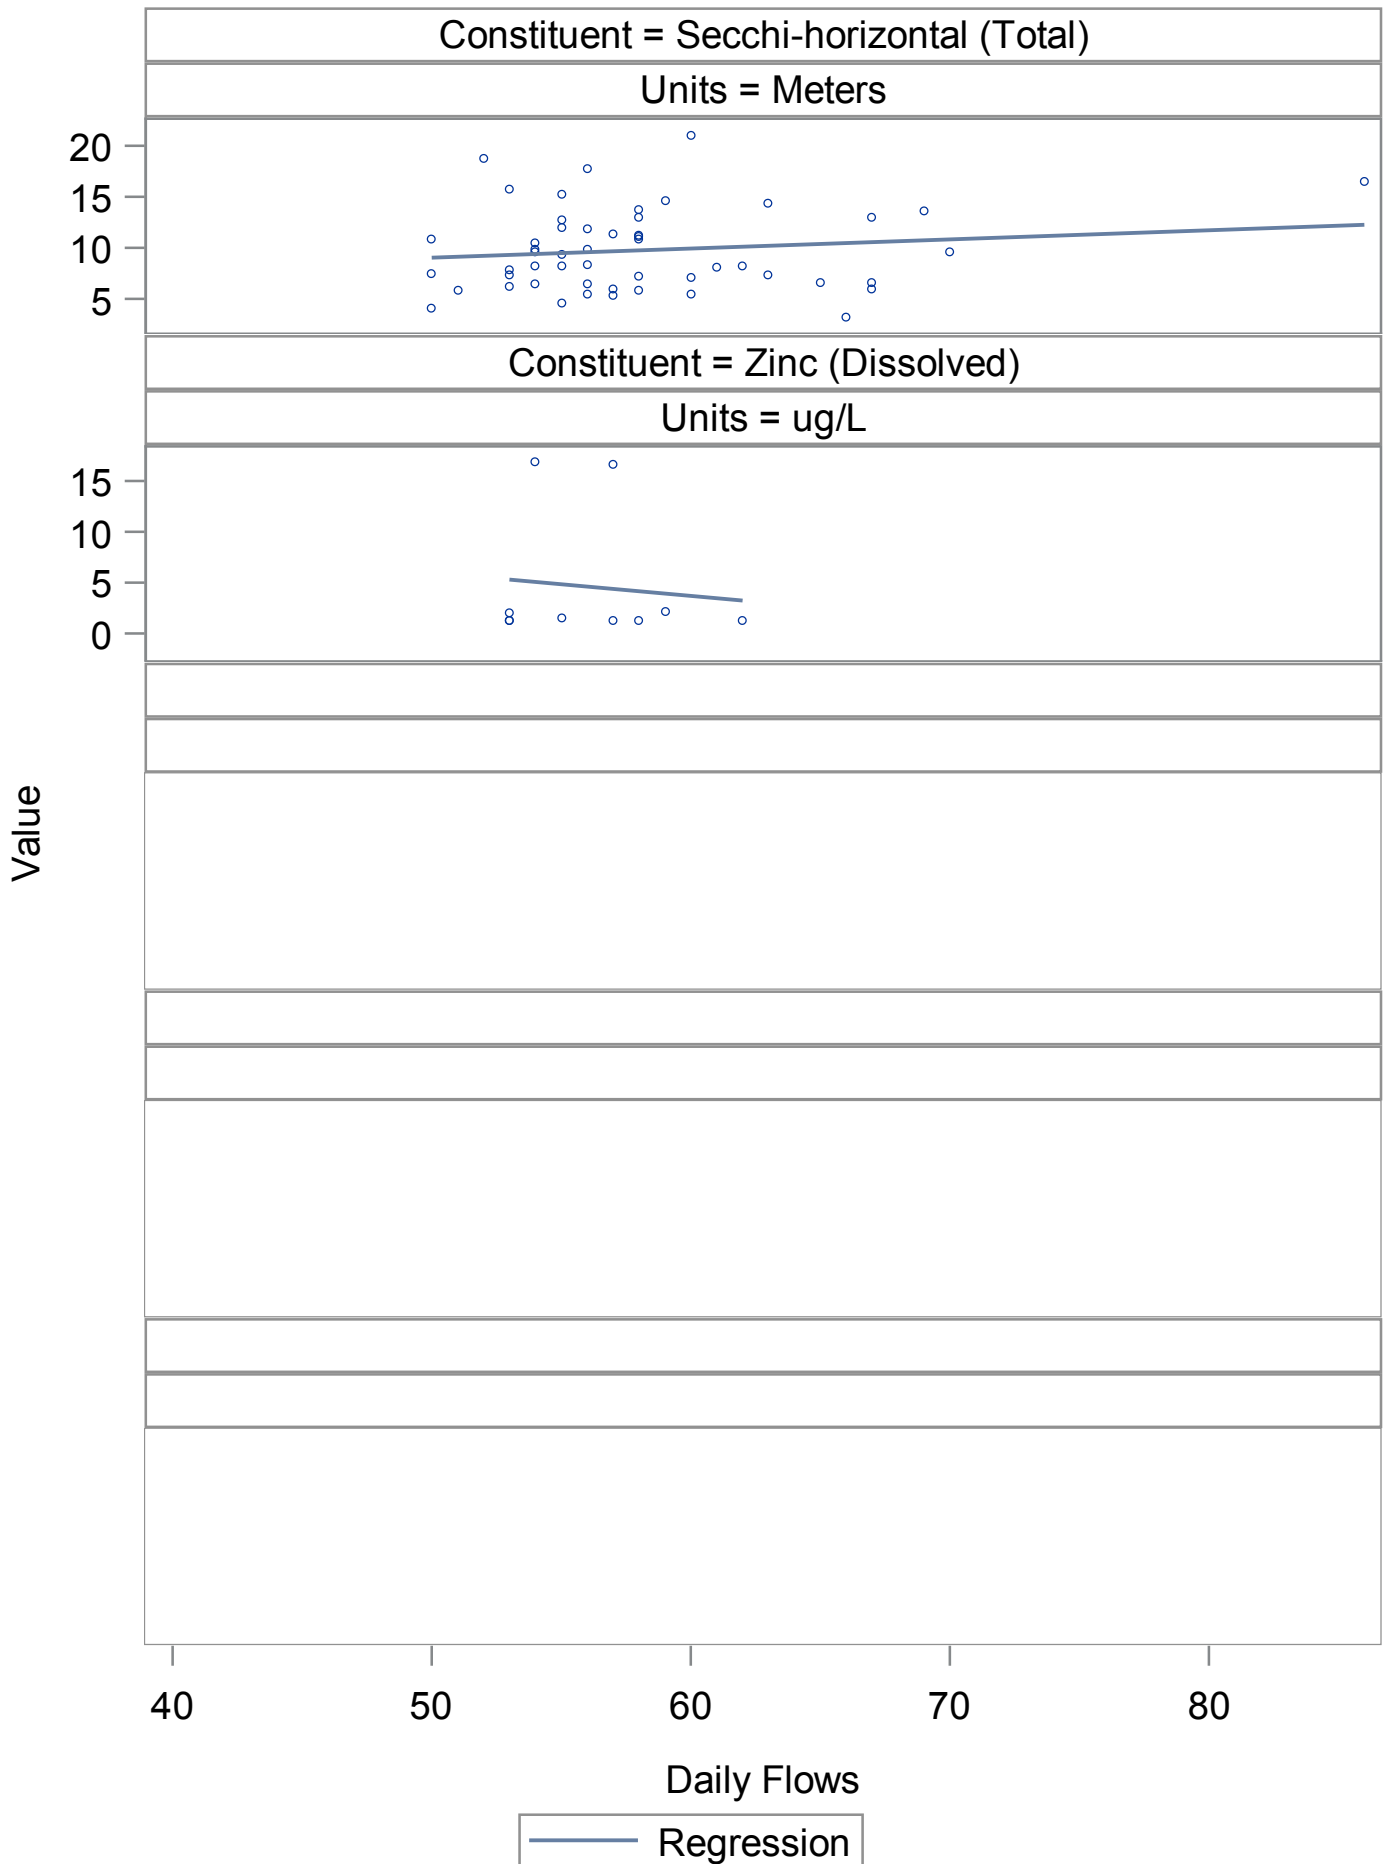 Constituent = Secchi-horizontal (Total)
Units = Meters
20
15
10
5
Constituent = Zinc (Dissolved)
Units = ug/L
15
10
5
0
Value
40 50 60 70 80
Daily Flows
Regression